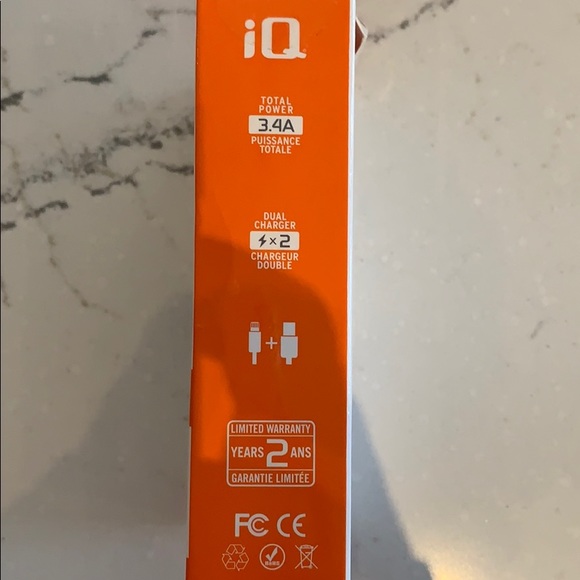 iQ
TOTAL
POWER
3.4A
PUISSANCE
TOTALE
DUAL
CHARGER
×2
CHARGEUR
DOUBLE
+
LIMITED WARRANTY
YEARS 2 ANS
GARANTIE LIMITÉE
FC CE